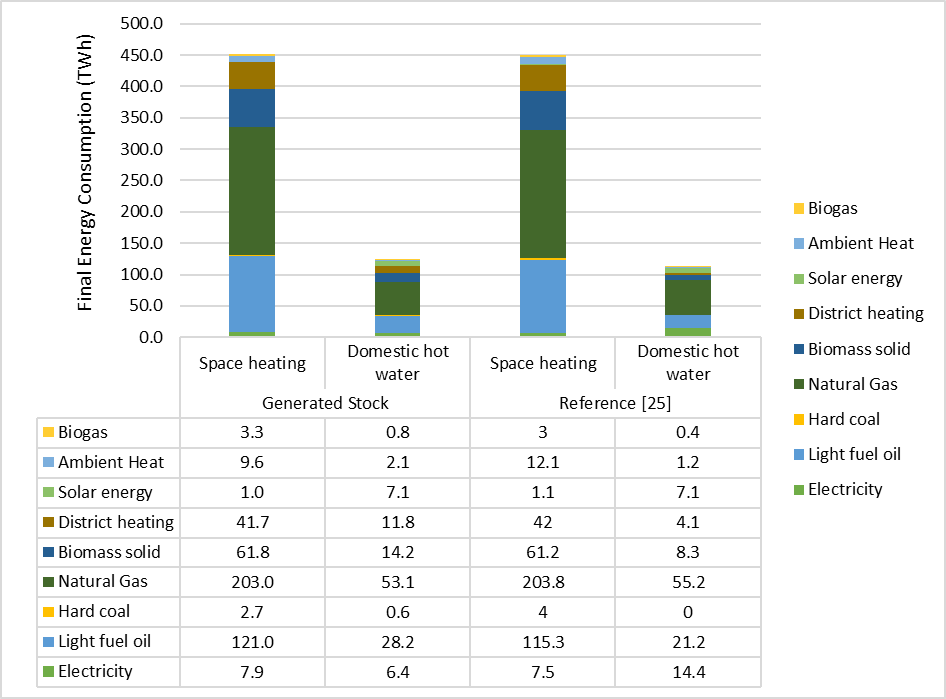 Final Energy Consumption (TWh)
500.0
450.0
400.0
350.0
300.0
250.0
200.0
150.0
100.0
50.0
0.0
Biogas
Ambient Heat
Solar energy
District heating
Biomass solid
Natural Gas
Hard coal
Light fuel oil
Electricity
Space heating Domestic hot water Space heating Domestic hot water
Generated Stock Reference [25]
Biogas 3.3 0.8 3 0.4
Ambient Heat 9.6 2.1 12.1 1.2
Solar energy 1.0 7.1 1.1 7.1
District heating 41.7 11.8 42 4.1
Biomass solid 61.8 14.2 61.2 8.3
Natural Gas 203.0 53.1 203.8 55.2
Hard coal 2.7 0.6 4 0
Light fuel oil 121.0 28.2 115.3 21.2
Electricity 7.9 6.4 7.5 14.4